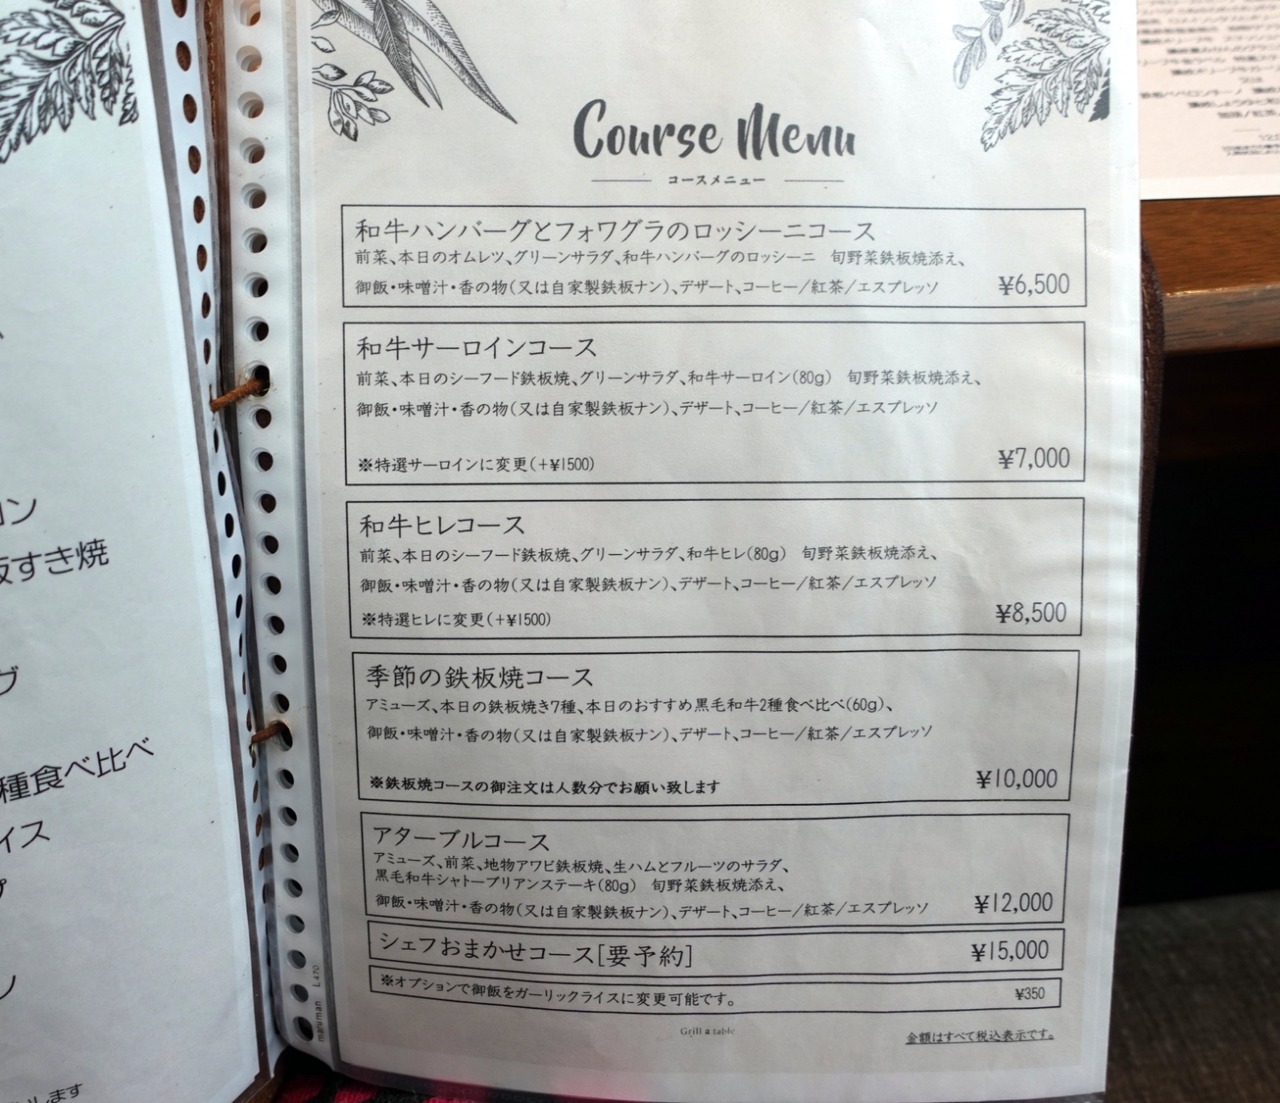 Course Menu
コースメニュー
和牛ハンバーグとフォワグラのロッシーニコース
前菜、本日のオムレツ、グリーンサラダ、和牛ハンバーグのロッシーニ 旬野菜鉄板焼添え、
御飯・味噌汁・香の物(又は自家製鉄板ナン)、デザート、コーヒー/紅茶/エスプレッソ ¥6,500
和牛サーロインコース
前菜、本日のシーフード鉄板焼、グリーンサラダ、和牛サーロイン(80g) 旬野菜鉄板焼添え、
御飯・味噌汁・香の物(又は自家製鉄板ナン)、デザート、コーヒー/紅茶/エスプレッソ
※特選サーロインに変更(+¥1500) ¥7,000
和牛ヒレコース
前菜、本日のシーフード鉄板焼、グリーンサラダ、和牛ヒレ(80g) 旬野菜鉄板焼添え、
御飯・味噌汁・香の物(又は自家製鉄板ナン)、デザート、コーヒー/紅茶/エスプレッソ
※特選ヒレに変更(+¥1500) ¥8,500
季節の鉄板焼コース
アミューズ、本日の鉄板焼き7種、本日のおすすめ黒毛和牛2種食べ比べ(60g)、
御飯・味噌汁・香の物(又は自家製鉄板ナン)、デザート、コーヒー/紅茶/エスプレッソ
※鉄板焼コースの御注文は人数分でお願い致します ¥10,000
アターブルコース
アミューズ、前菜、地物アワビ鉄板焼、生ハムとフルーツのサラダ、
黒毛和牛シャトーブリアンステーキ(80g) 旬野菜鉄板焼添え、
御飯・味噌汁・香の物(又は自家製鉄板ナン)、デザート、コーヒー/紅茶/エスプレッソ ¥12,000
シェフおまかせコース[要予約] ¥15,000
※オプションで御飯をガーリックライスに変更可能です。 ¥350
Grill a table
金額はすべて税込表示です。
maruman L470
すき焼
種食べ比べ
イス
します